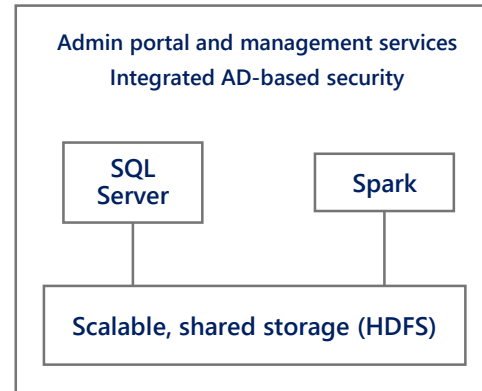 Admin portal and management services
Integrated AD-based security
SQL
Server
Spark
Scalable, shared storage (HDFS)